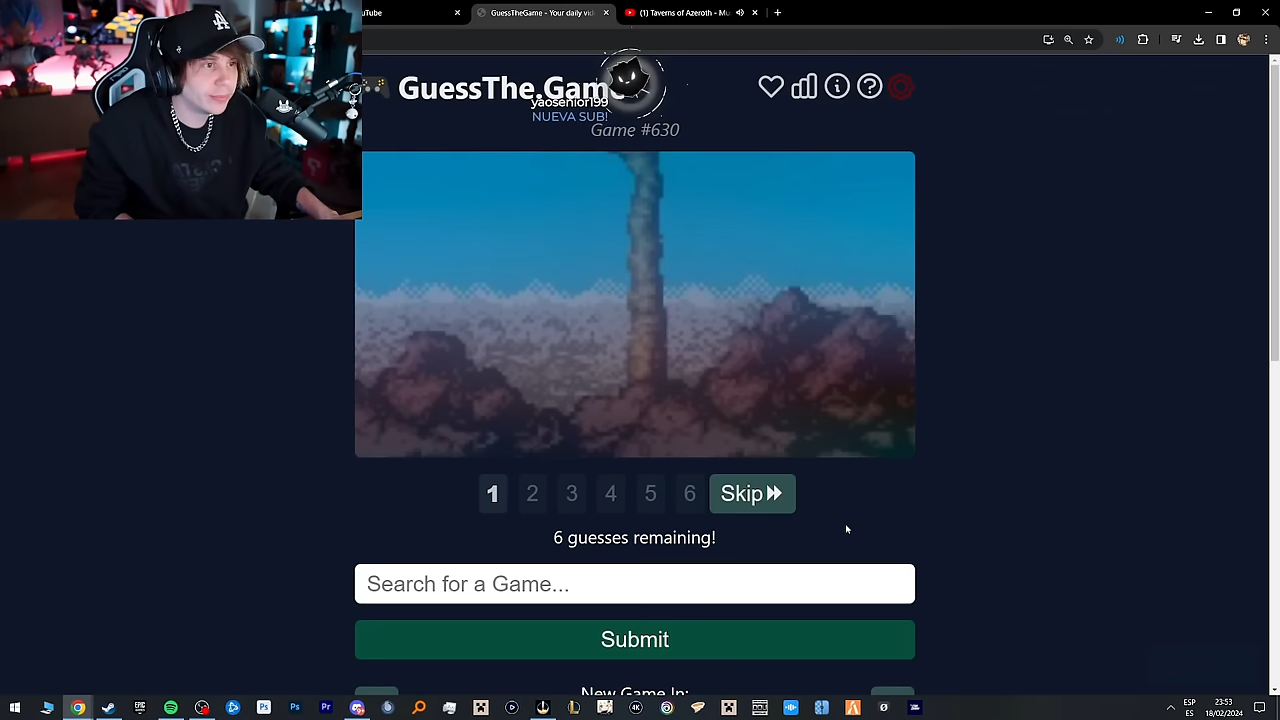 uTube
GuessTheGame - Your daily vid
(1) Taverns of Azeroth - Mu
GuessThe.Game
yaosenior199
NUEVA SUB!
Game #630
1 2 3 4 5 6 Skip
6 guesses remaining!
Search for a Game...
Submit
New Game In:
ESP
ES
23:53
18/02/2024